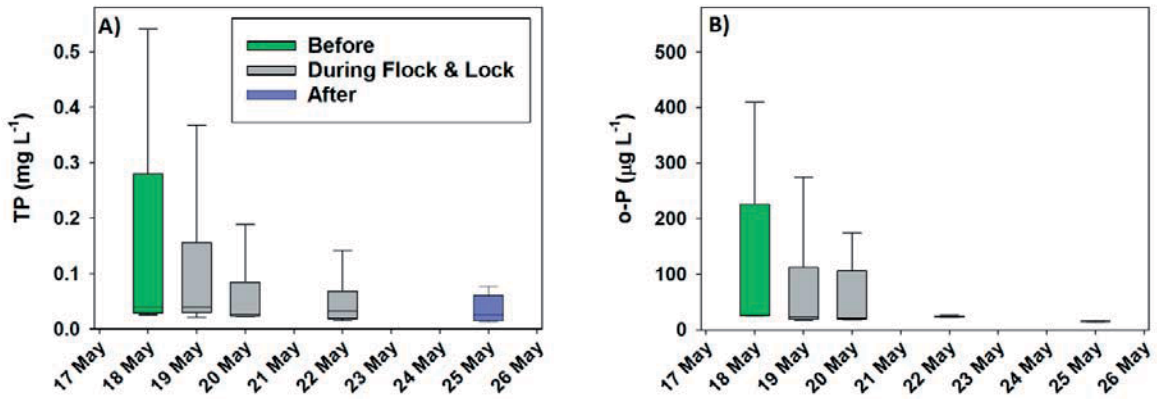 A)
TP (mg L⁻¹)
0.5
0.4
0.3
0.2
0.1
0.0
Before
During Flock & Lock
After
17 May
18 May
19 May
20 May
21 May
22 May
23 May
24 May
25 May
26 May
B)
o-P (µg L⁻¹)
500
400
300
200
100
0
17 May
18 May
19 May
20 May
21 May
22 May
23 May
24 May
25 May
26 May